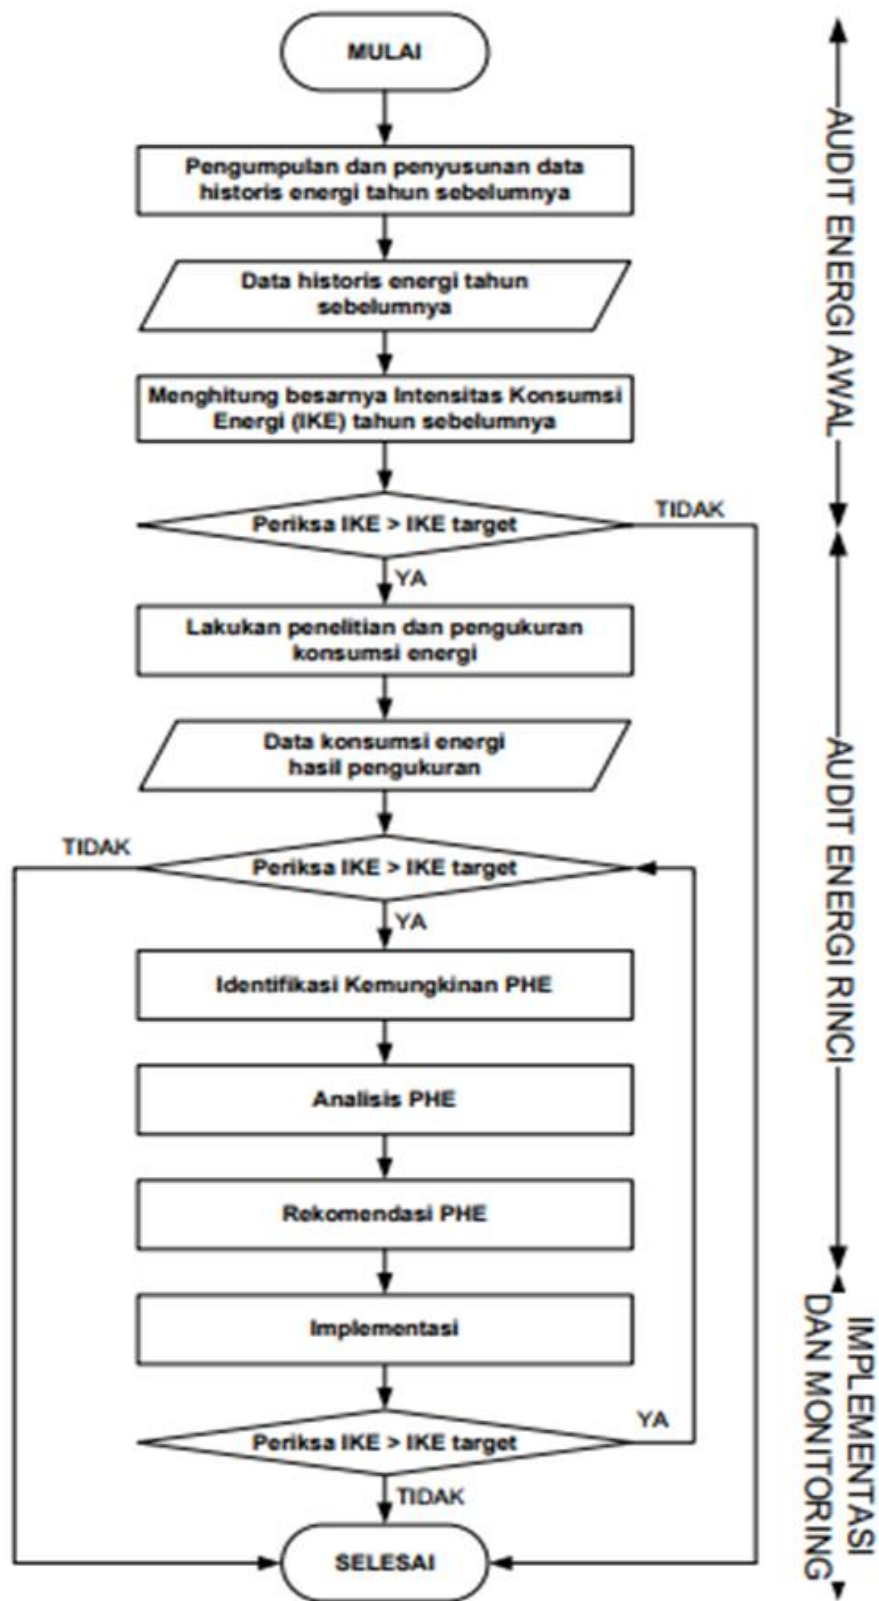 MULAI
Pengumpulan dan penyusunan data
historis energi tahun sebelumnya
Data historis energi tahun
sebelumnya
Menghitung besarnya Intensitas Konsumsi
Energi (IKE) tahun sebelumnya
Periksa IKE > IKE target
TIDAK
YA
Lakukan penelitian dan pengukuran
konsumsi energi
Data konsumsi energi
hasil pengukuran
TIDAK
Periksa IKE > IKE target
YA
Identifikasi Kemungkinan PHE
Analisis PHE
Rekomendasi PHE
Implementasi
Periksa IKE > IKE target
YA
TIDAK
SELESAI
AUDIT ENERGI AWAL
AUDIT ENERGI RINCI
IMPLEMENTASI
DAN MONITORING